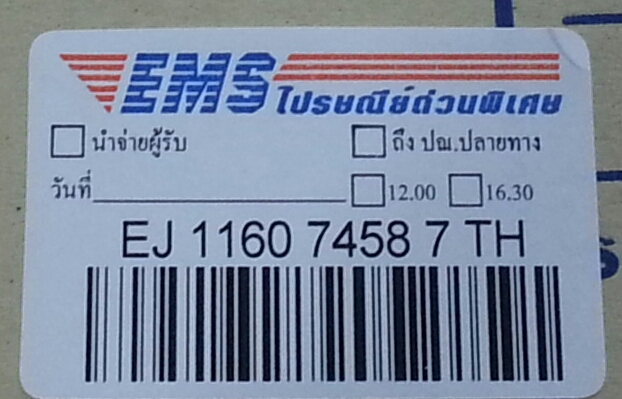 EMS ไปรษณีย์ด่วนพิเศษ
นำจ่ายผู้รับ ถึง ปณ.ปลายทาง
วันที่ 12.00 16.30
EJ 1160 7458 7 TH